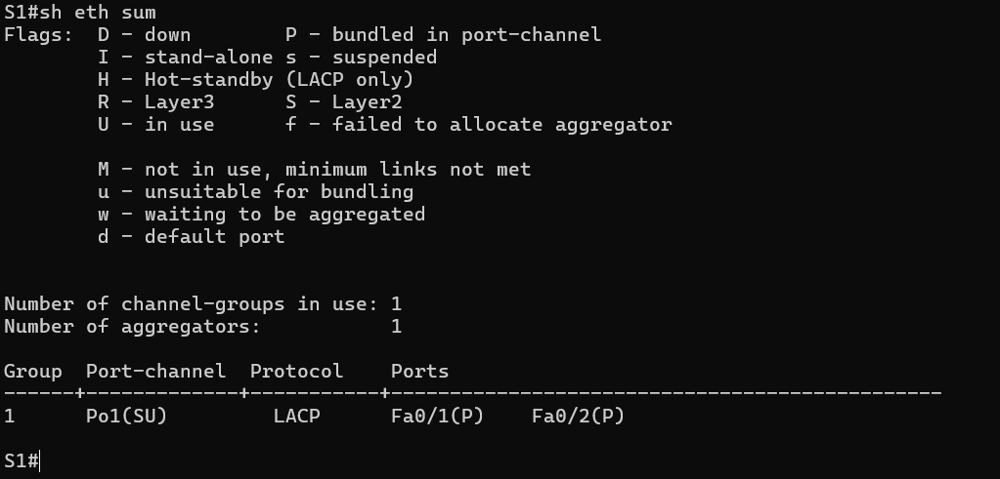 S1#sh eth sum
Flags:  D - down        P - bundled in port-channel
        I - stand-alone s - suspended
        H - Hot-standby (LACP only)
        R - Layer3      S - Layer2
        U - in use      f - failed to allocate aggregator

        M - not in use, minimum links not met
        u - unsuitable for bundling
        w - waiting to be aggregated
        d - default port


Number of channel-groups in use: 1
Number of aggregators:           1

Group  Port-channel  Protocol    Ports
------+-------------+-----------+-----------------------------------------------
1      Po1(SU)         LACP      Fa0/1(P)    Fa0/2(P)

S1#